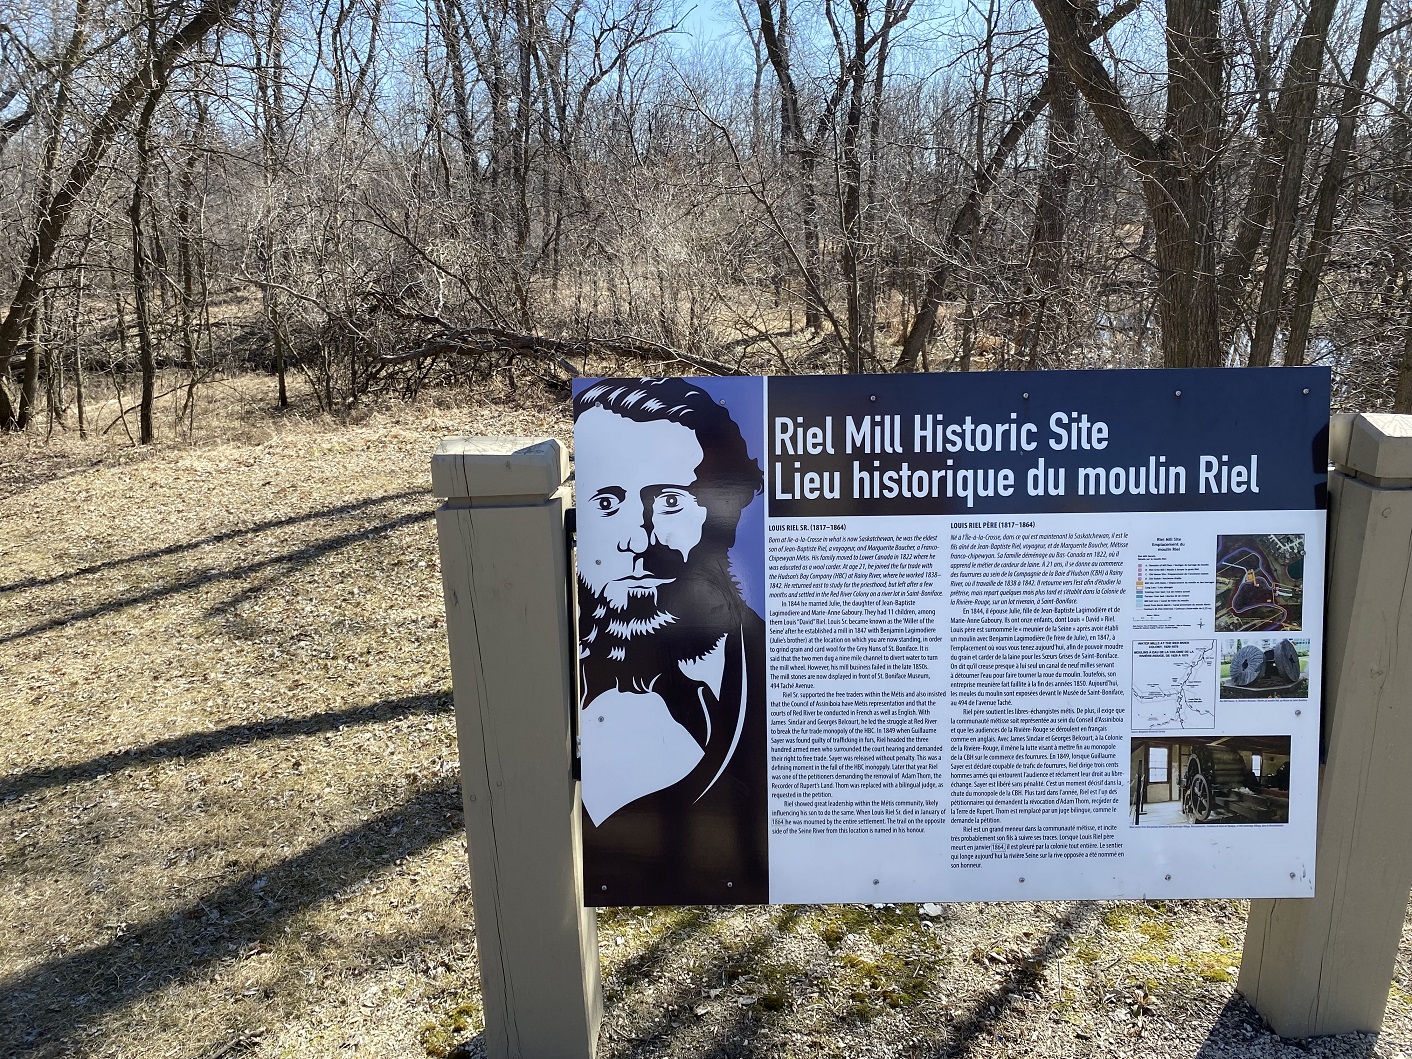 Riel Mill Historic Site
Lieu historique du moulin Riel
LOUIS RIEL SR. (1817–1864)
Born at Ile-a-la-Crosse in what is now Saskatchewan, he was the eldest
son of Jean-Baptiste Riel, a voyageur, and Marguerite Boucher, a Franco-
Chipewyan Métis. His family moved to Lower Canada in 1822 where he
was educated as a wool carder. At age 21, he joined the fur trade with
the Hudson's Bay Company (HBC) at Rainy River, where he worked 1838–
1842. He returned east to study for the priesthood, but left after a few
months and settled in the Red River Colony on a river lot in Saint-Boniface.
In 1844 he married Julie, the daughter of Jean-Baptiste
Lagimodiere and Marie-Anne Gaboury. They had 11 children, among
them Louis "David" Riel. Louis Sr. became known as the 'Miller of the
Seine' after he established a mill in 1847 with Benjamin Lagimodière
(Julie's brother) at the location on which you are now standing, in order
to grind grain and card wool for the Grey Nuns of St. Boniface. It is
said that the two men dug a nine mile channel to divert water to turn
the mill wheel. However, his mill business failed in the late 1850s.
The mill stones are now displayed in front of St. Boniface Museum,
494 Taché Avenue.
Riel Sr. supported the free traders within the Métis and also insisted
that the Council of Assiniboia have Métis representation and that the
courts of Red River be conducted in French as well as English. With
James Sinclair and Georges Belcourt, he led the struggle at Red River
to break the fur trade monopoly of the HBC. In 1849 when Guillaume
Sayer was found guilty of trafficking in furs, Riel headed the three
hundred armed men who surrounded the court hearing and demanded
their right to free trade. Sayer was released without penalty. This was a
defining moment in the fall of the HBC monopoly. Later that year Riel
was one of the petitioners demanding the removal of Adam Thom, the
Recorder of Rupert's Land. Thom was replaced with a bilingual judge, as
requested in the petition.
Riel showed great leadership within the Métis community, likely
influencing his son to do the same. When Louis Riel Sr. died in January of
1864 he was mourned by the entire settlement. The trail on the opposite
side of the Seine River from this location is named in his honour.
LOUIS RIEL PÈRE (1817–1864)
Né à l'Île-à-la-Crosse, dans ce qui est maintenant la Saskatchewan, il est le
fils aîné de Jean-Baptiste Riel, voyageur, et de Marguerite Boucher, Métisse
franco-chipewyan. Sa famille déménage au Bas-Canada en 1822, où il
apprend le métier de cardeur de laine. À 21 ans, il se donne au commerce
des fourrures au sein de la Compagnie de la Baie d'Hudson (CBH) à Rainy
River, où il travaille de 1838 à 1842. Il retourne vers l'est afin d'étudier la
prêtrise, mais repart quelques mois plus tard et s'établit dans la Colonie de
la Rivière-Rouge, sur un lot riverain, à Saint-Boniface.
En 1844, il épouse Julie, fille de Jean-Baptiste Lagimodière et de
Marie-Anne Gaboury. Ils ont onze enfants, dont Louis « David » Riel.
Louis père est surnommé le « meunier de la Seine » après avoir établi
un moulin avec Benjamin Lagimodière (le frère de Julie), en 1847, à
l'emplacement où vous vous tenez aujourd'hui, afin de pouvoir moudre
du grain et carder de la laine pour les Sœurs Grises de Saint-Boniface.
On dit qu'il creuse presque à lui seul un canal de neuf milles servant
à détourner l'eau pour faire tourner la roue du moulin. Toutefois, son
entreprise meunière fait faillite à la fin des années 1850. Aujourd'hui,
les meules du moulin sont exposées devant le Musée de Saint-Boniface,
au 494 de l'avenue Taché.
Riel père soutient les libres-échangistes métis. De plus, il exige que
la communauté métisse soit représentée au sein du Conseil d'Assiniboia
et que les audiences de la Rivière-Rouge se déroulent en français
comme en anglais. Avec James Sinclair et Georges Belcourt, à la Colonie
de la Rivière-Rouge, il mène la lutte visant à mettre fin au monopole
de la CBH sur le commerce des fourrures. En 1849, lorsque Guillaume
Sayer est déclaré coupable de trafic de fourrures, Riel dirige trois cents
hommes armés qui entourent l'audience et réclament leur droit au libre-
échange. Sayer est libéré sans pénalité. C'est un moment décisif dans la
chute du monopole de la CBH. Plus tard dans l'année, Riel est l'un des
pétitionnaires qui demandent la révocation d'Adam Thom, recorder de
la Terre de Rupert. Thom est remplacé par un juge bilingue, comme le
demande la pétition.
Riel est un grand meneur dans la communauté métisse, et incite
très probablement son fils à suivre ses traces. Lorsque Louis Riel père
meurt en janvier 1864, il est pleuré par la colonie tout entière. Le sentier
qui longe aujourd'hui la rivière Seine sur la rive opposée a été nommé en
son honneur.
Riel Mill Site
Emplacement du
moulin Riel
WATER MILLS AT THE RED RIVER
COLONY, 1829-1870
MOULINS À EAU DE LA COLONIE DE LA
RIVIÈRE-ROUGE, DE 1829 À 1870